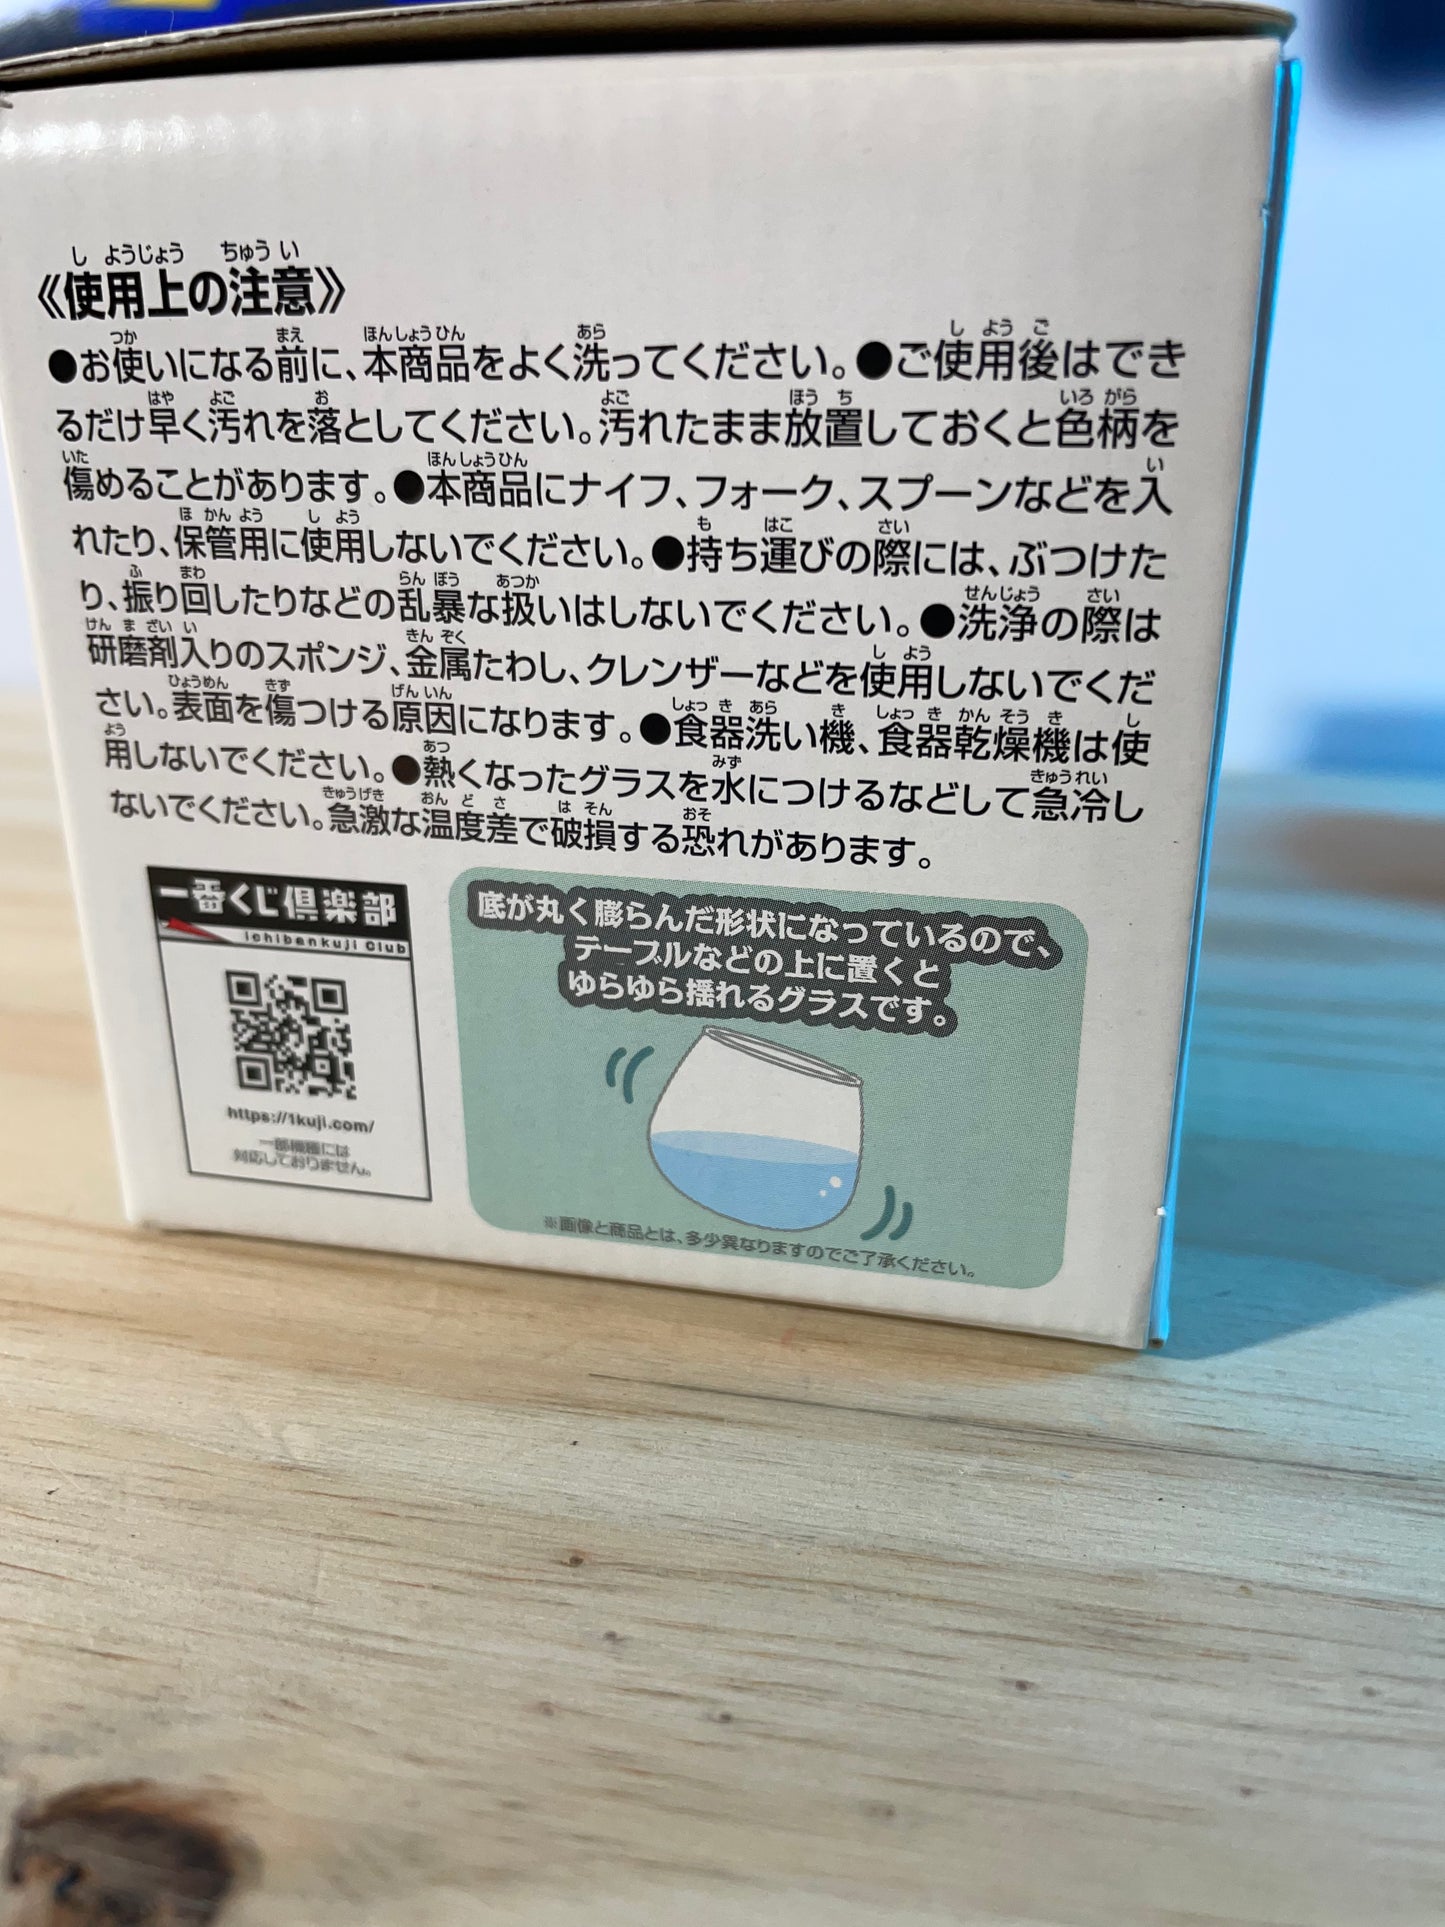 《使用上の注意》
●お使いになる前に、本商品をよく洗ってください。●ご使用後はでき
るだけ早く汚れを落としてください。汚れたまま放置しておくと色柄を
傷めることがあります。●本商品にナイフ、フォーク、スプーンなどを入
れたり、保管用に使用しないでください。●持ち運びの際には、ぶつけた
り、振り回したりなどの乱暴な扱いはしないでください。●洗浄の際は
研磨剤入りのスポンジ、金属たわし、クレンザーなどを使用しないでくだ
さい。表面を傷つける原因になります。●食器洗い機、食器乾燥機は使
用しないでください。●熱くなったグラスを水につけるなどして急冷し
ないでください。急激な温度差で破損する恐れがあります。
一番くじ倶楽部
Ichibankuji Club
https://1kuji.com/
一部機種には
対応しておりません。
底が丸く膨らんだ形状になっているので、
テーブルなどの上に置くと
ゆらゆら揺れるグラスです。
※画像と商品とは、多少異なりますのでご了承ください。